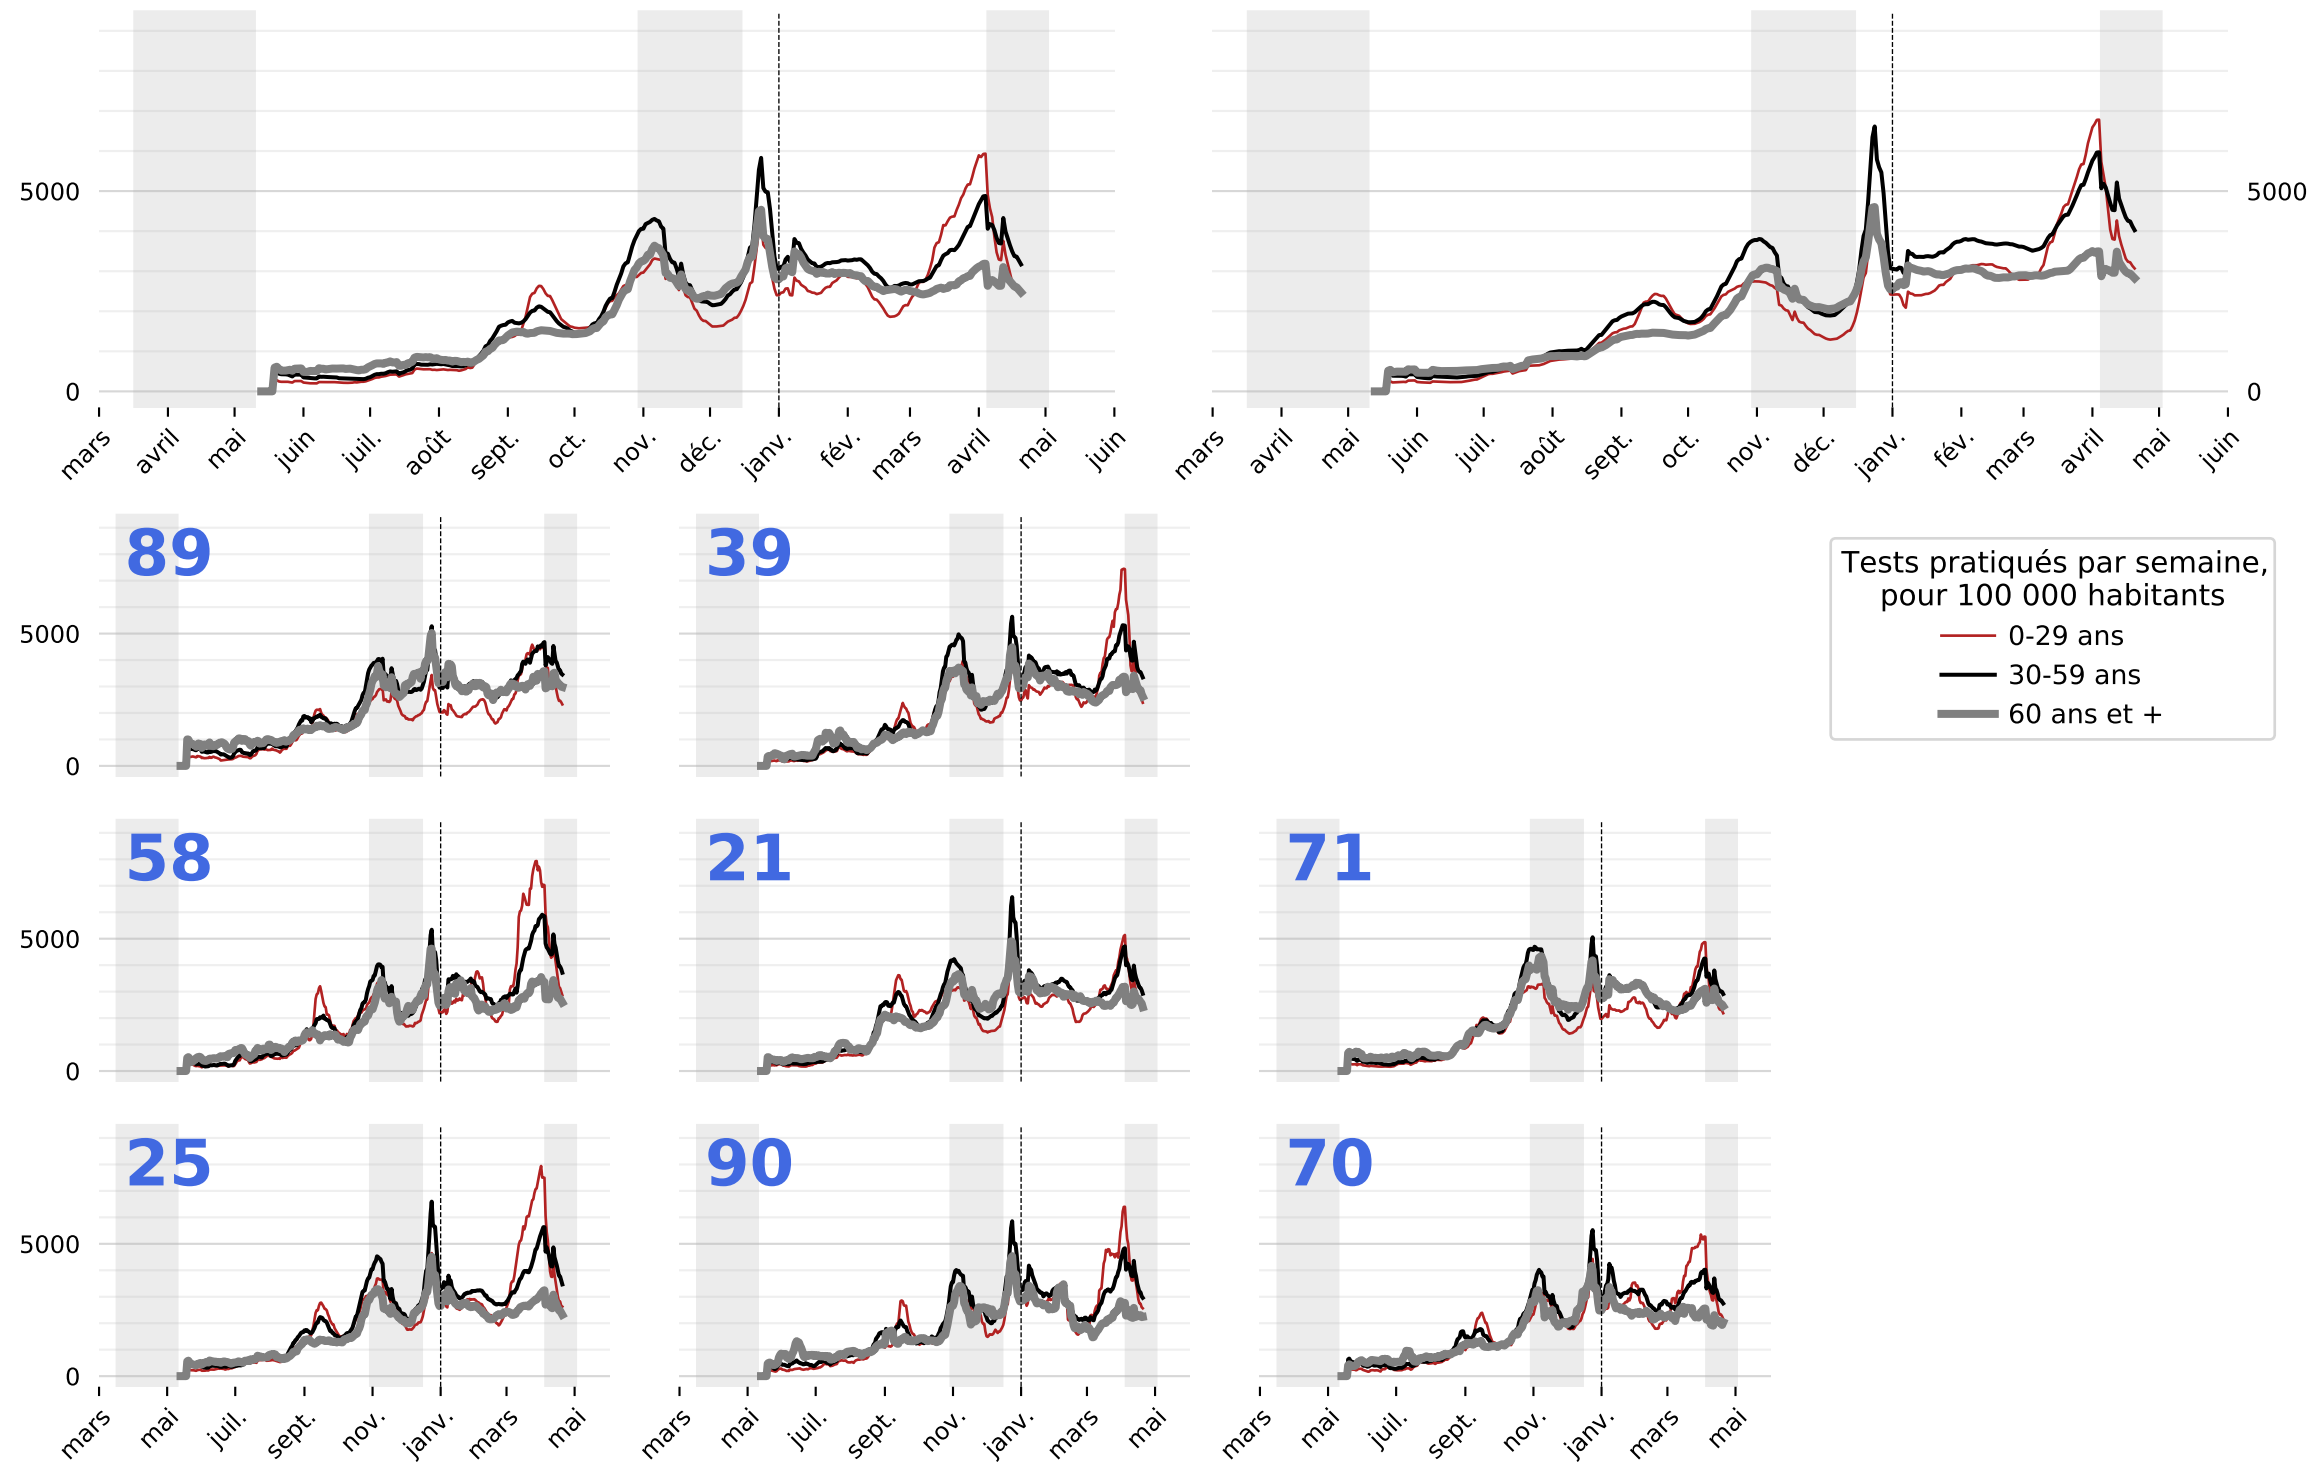 5000
0
mars avril mai juin juil. août sept. oct. nov. déc. janv. fév. mars avril mai juin
5000
0
mars avril mai juin juil. août sept. oct. nov. déc. janv. fév. mars avril mai juin
89
5000
0
39
Tests pratiqués par semaine,
pour 100 000 habitants
0-29 ans
30-59 ans
60 ans et +
58
5000
0
21
71
25
5000
0
mars mai juil. sept. nov. janv. mars mai
90
mars mai juil. sept. nov. janv. mars mai
70
mars mai juil. sept. nov. janv. mars mai